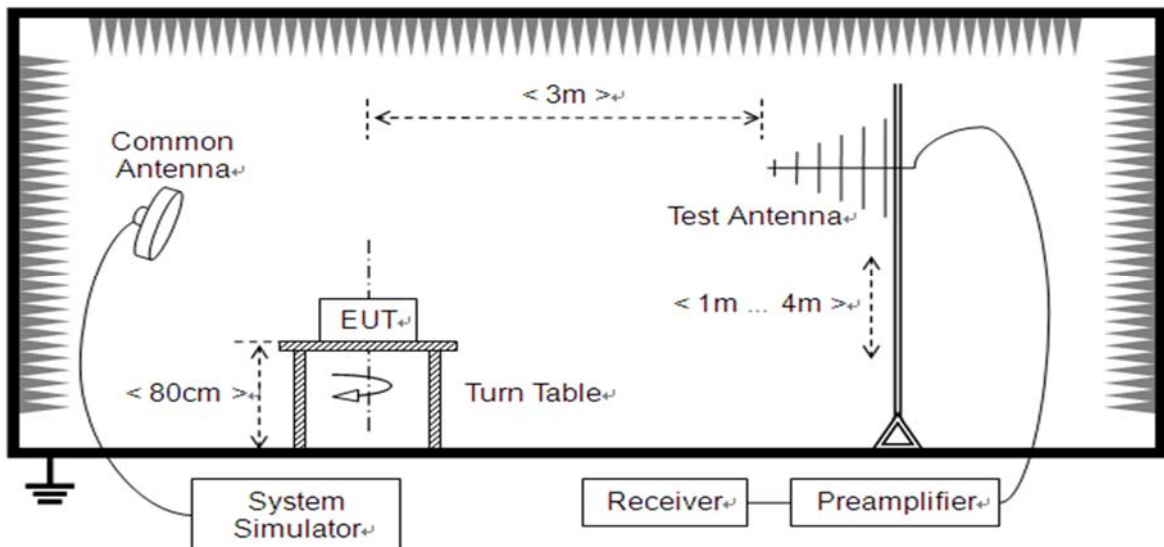 < 3m >↵
Common
Antenna↵
Test Antenna↵
< 1m ... 4m >↵
EUT↵
< 80cm >↵
Turn Table↵
System
Simulator↵
Receiver↵
Preamplifier↵